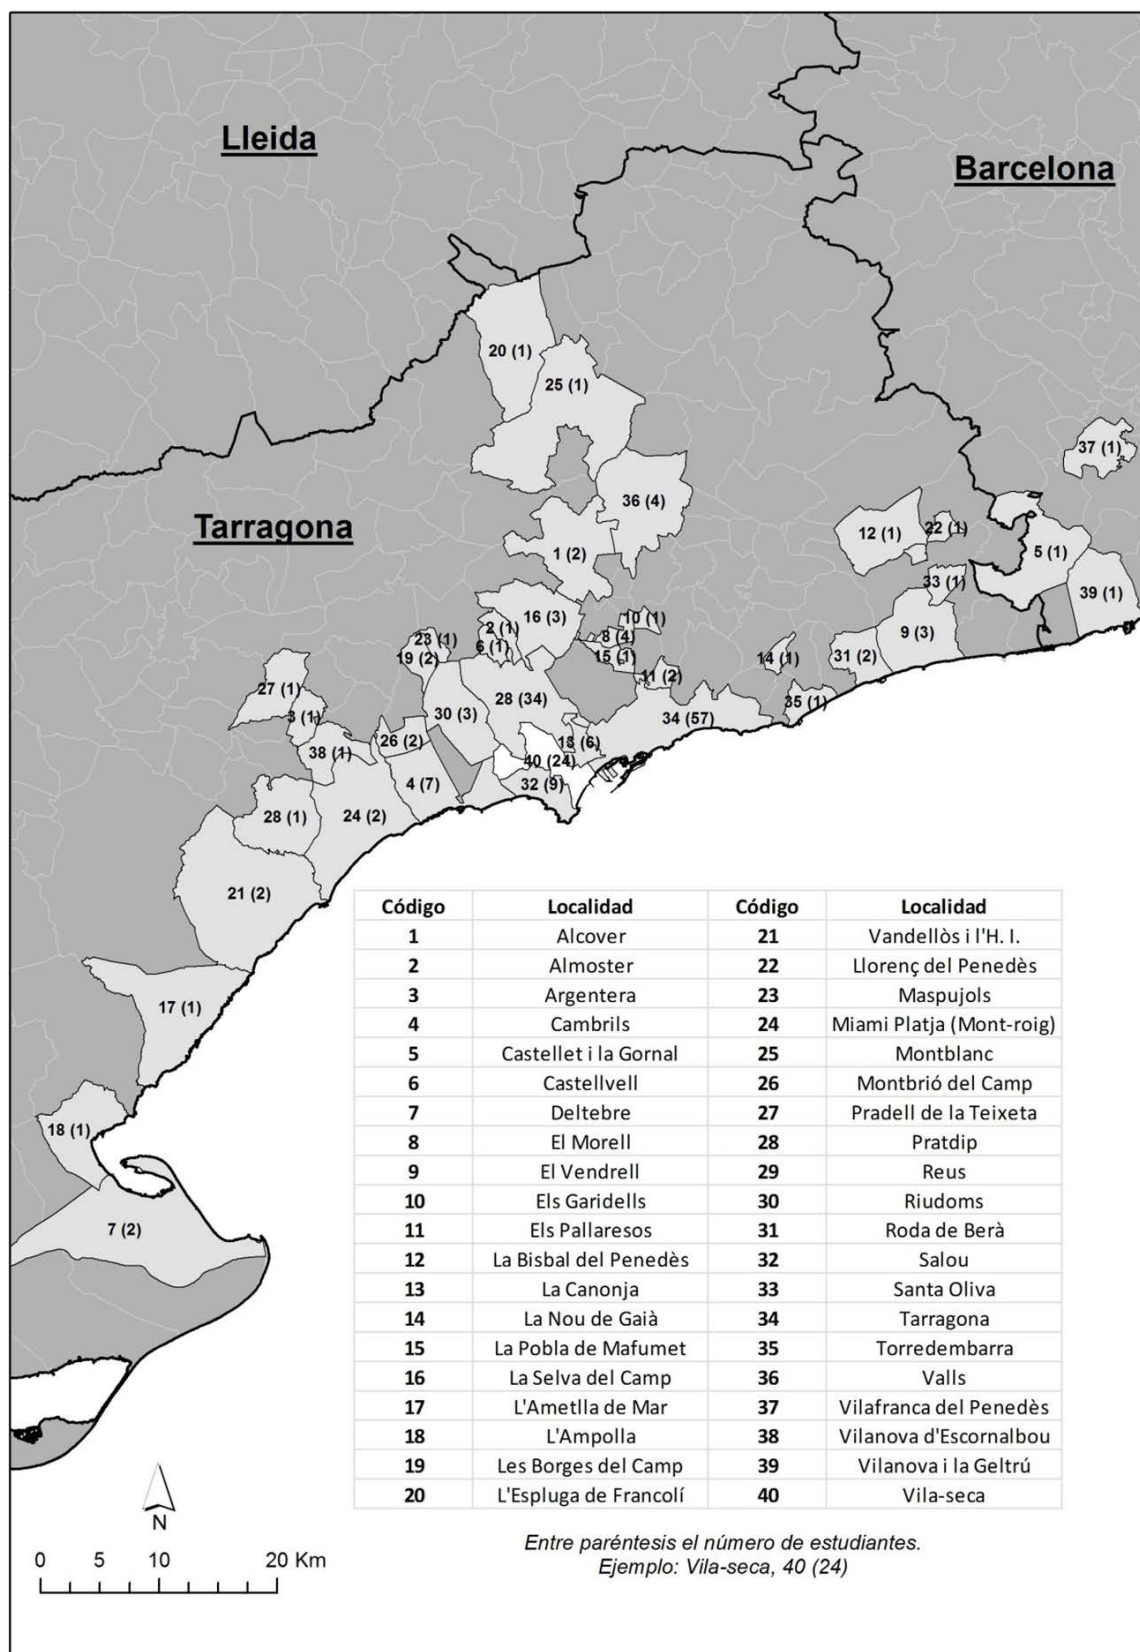 Lleida
Barcelona
20 (1)
25 (1)
37 (1)
36 (4)
Tarragona
12 (1)
22 (1)
1 (2)
5 (1)
33 (1)
39 (1)
16 (3)
10 (1)
2 (1)
8 (4)
23 (1)
6 (1)
9 (3)
19 (2)
15 (1)
14 (1)
31 (2)
11 (2)
27 (1)
28 (34)
35 (1)
3 (1)
30 (3)
34 (57)
26 (2)
13 (6)
38 (1)
40 (24)
4 (7)
32 (9)
28 (1)
24 (2)
21 (2)
17 (1)
18 (1)
7 (2)
Código Localidad Código Localidad
1 Alcover 21 Vandellòs i l'H. I.
2 Almoster 22 Llorenç del Penedès
3 Argentera 23 Maspujols
4 Cambrils 24 Miami Platja (Mont-roig)
5 Castellet i la Gornal 25 Montblanc
6 Castellvell 26 Montbrió del Camp
7 Deltebre 27 Pradell de la Teixeta
8 El Morell 28 Pratdip
9 El Vendrell 29 Reus
10 Els Garidells 30 Riudoms
11 Els Pallaresos 31 Roda de Berà
12 La Bisbal del Penedès 32 Salou
13 La Canonja 33 Santa Oliva
14 La Nou de Gaià 34 Tarragona
15 La Pobla de Mafumet 35 Torredembarra
16 La Selva del Camp 36 Valls
17 L'Ametlla de Mar 37 Vilafranca del Penedès
18 L'Ampolla 38 Vilanova d'Escornalbou
19 Les Borges del Camp 39 Vilanova i la Geltrú
20 L'Espluga de Francolí 40 Vila-seca
N
0 5 10 20 Km
Entre paréntesis el número de estudiantes.
Ejemplo: Vila-seca, 40 (24)